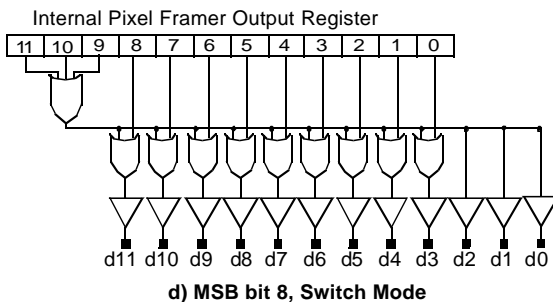 Internal Pixel Framer Output Register
11 10 9 8 7 6 5 4 3 2 1 0
d11 d10 d9 d8 d7 d6 d5 d4 d3 d2 d1 d0
d) MSB bit 8, Switch Mode